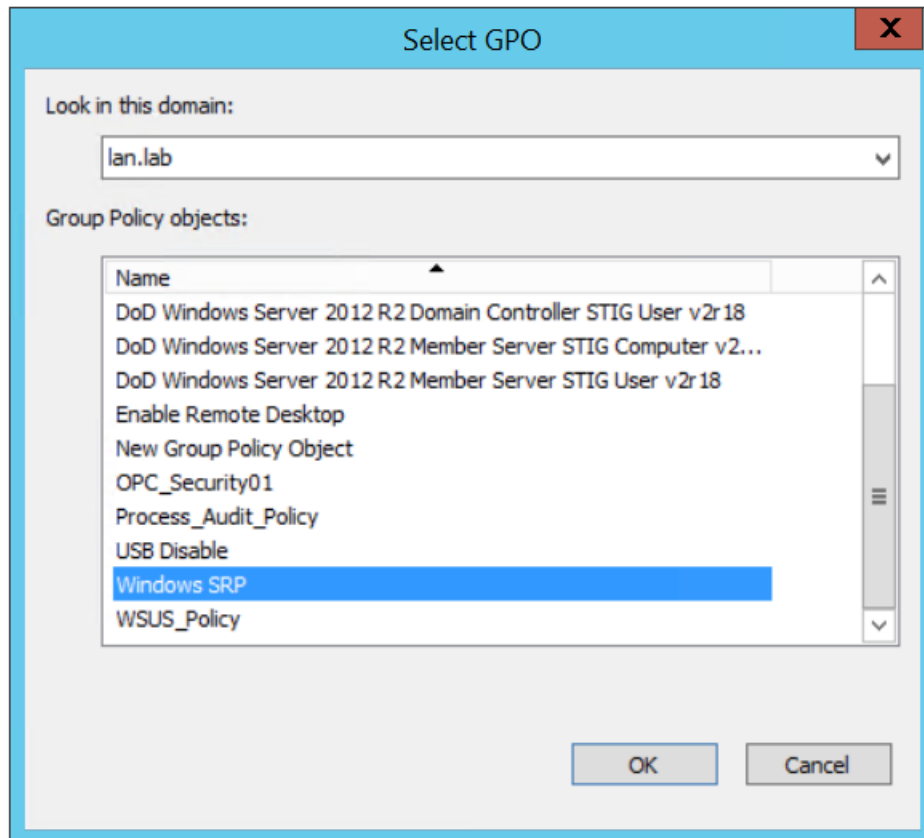 Select GPO
Look in this domain:
lan.lab
Group Policy objects:
Name
DoD Windows Server 2012 R2 Domain Controller STIG User v2r18
DoD Windows Server 2012 R2 Member Server STIG Computer v2...
DoD Windows Server 2012 R2 Member Server STIG User v2r18
Enable Remote Desktop
New Group Policy Object
OPC_Security01
Process_Audit_Policy
USB Disable
Windows SRP
WSUS_Policy
OK Cancel